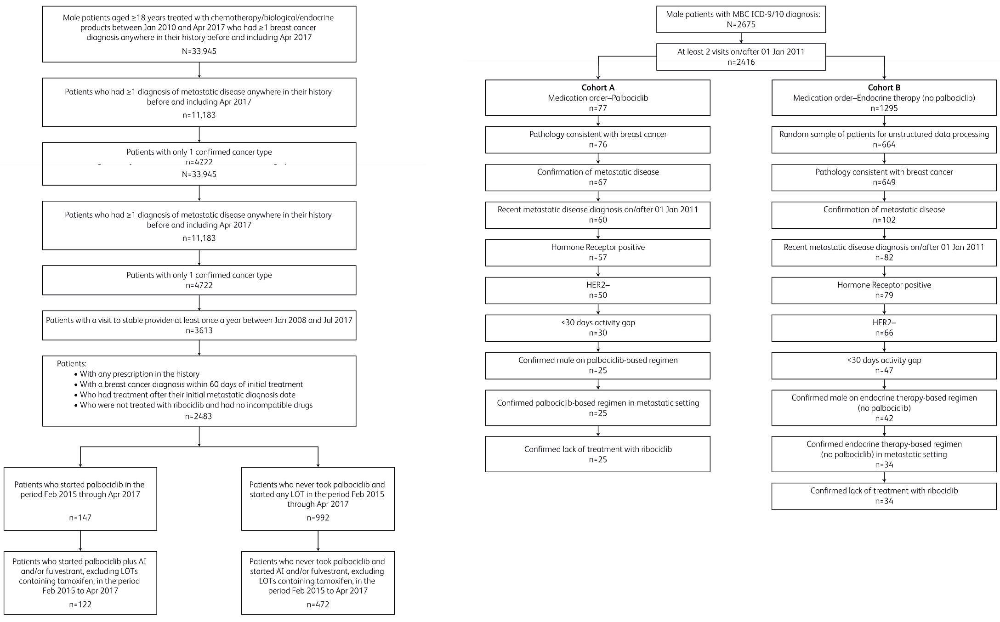 Male patients aged ≥18 years treated with chemotherapy/biological/endocrine
products between Jan 2010 and Apr 2017 who had ≥1 breast cancer
diagnosis anywhere in their history before and including Apr 2017
N=33,945
Patients who had ≥1 diagnosis of metastatic disease anywhere in their history
before and including Apr 2017
n=11,183
Patients with only 1 confirmed cancer type
n=4722
N=33,945
Patients who had ≥1 diagnosis of metastatic disease anywhere in their history
before and including Apr 2017
n=11,183
Patients with only 1 confirmed cancer type
n=4722
Patients with a visit to stable provider at least once a year between Jan 2008 and Jul 2017
n=3613
Patients:
• With any prescription in the history
• With a breast cancer diagnosis within 60 days of initial treatment
• Who had treatment after their initial metastatic diagnosis date
• Who were not treated with ribociclib and had no incompatible drugs
n=2483
Patients who started palbociclib in the
period Feb 2015 through Apr 2017
n=147
Patients who never took palbociclib and
started any LOT in the period Feb 2015
through Apr 2017
n=992
Patients who started palbociclib plus AI
and/or fulvestrant, excluding LOTs
containing tamoxifen, in the period
Feb 2015 to Apr 2017
n=122
Patients who never took palbociclib and
started AI and/or fulvestrant, excluding
LOTs containing tamoxifen, in the
period Feb 2015 to Apr 2017
n=472
Male patients with MBC ICD-9/10 diagnosis:
N=2675
At least 2 visits on/after 01 Jan 2011
n=2416
Cohort A
Medication order–Palbociclib
n=77
Pathology consistent with breast cancer
n=76
Confirmation of metastatic disease
n=67
Recent metastatic disease diagnosis on/after 01 Jan 2011
n=60
Hormone Receptor positive
n=57
HER2–
n=50
<30 days activity gap
n=30
Confirmed male on palbociclib-based regimen
n=25
Confirmed palbociclib-based regimen in metastatic setting
n=25
Confirmed lack of treatment with ribociclib
n=25
Cohort B
Medication order–Endocrine therapy (no palbociclib)
n=1295
Random sample of patients for unstructured data processing
n=664
Pathology consistent with breast cancer
n=649
Confirmation of metastatic disease
n=102
Recent metastatic disease diagnosis on/after 01 Jan 2011
n=82
Hormone Receptor positive
n=79
HER2–
n=66
<30 days activity gap
n=47
Confirmed male on endocrine therapy-based regimen
(no palbociclib)
n=42
Confirmed endocrine therapy-based regimen
(no palbociclib) in metastatic setting
n=34
Confirmed lack of treatment with ribociclib
n=34